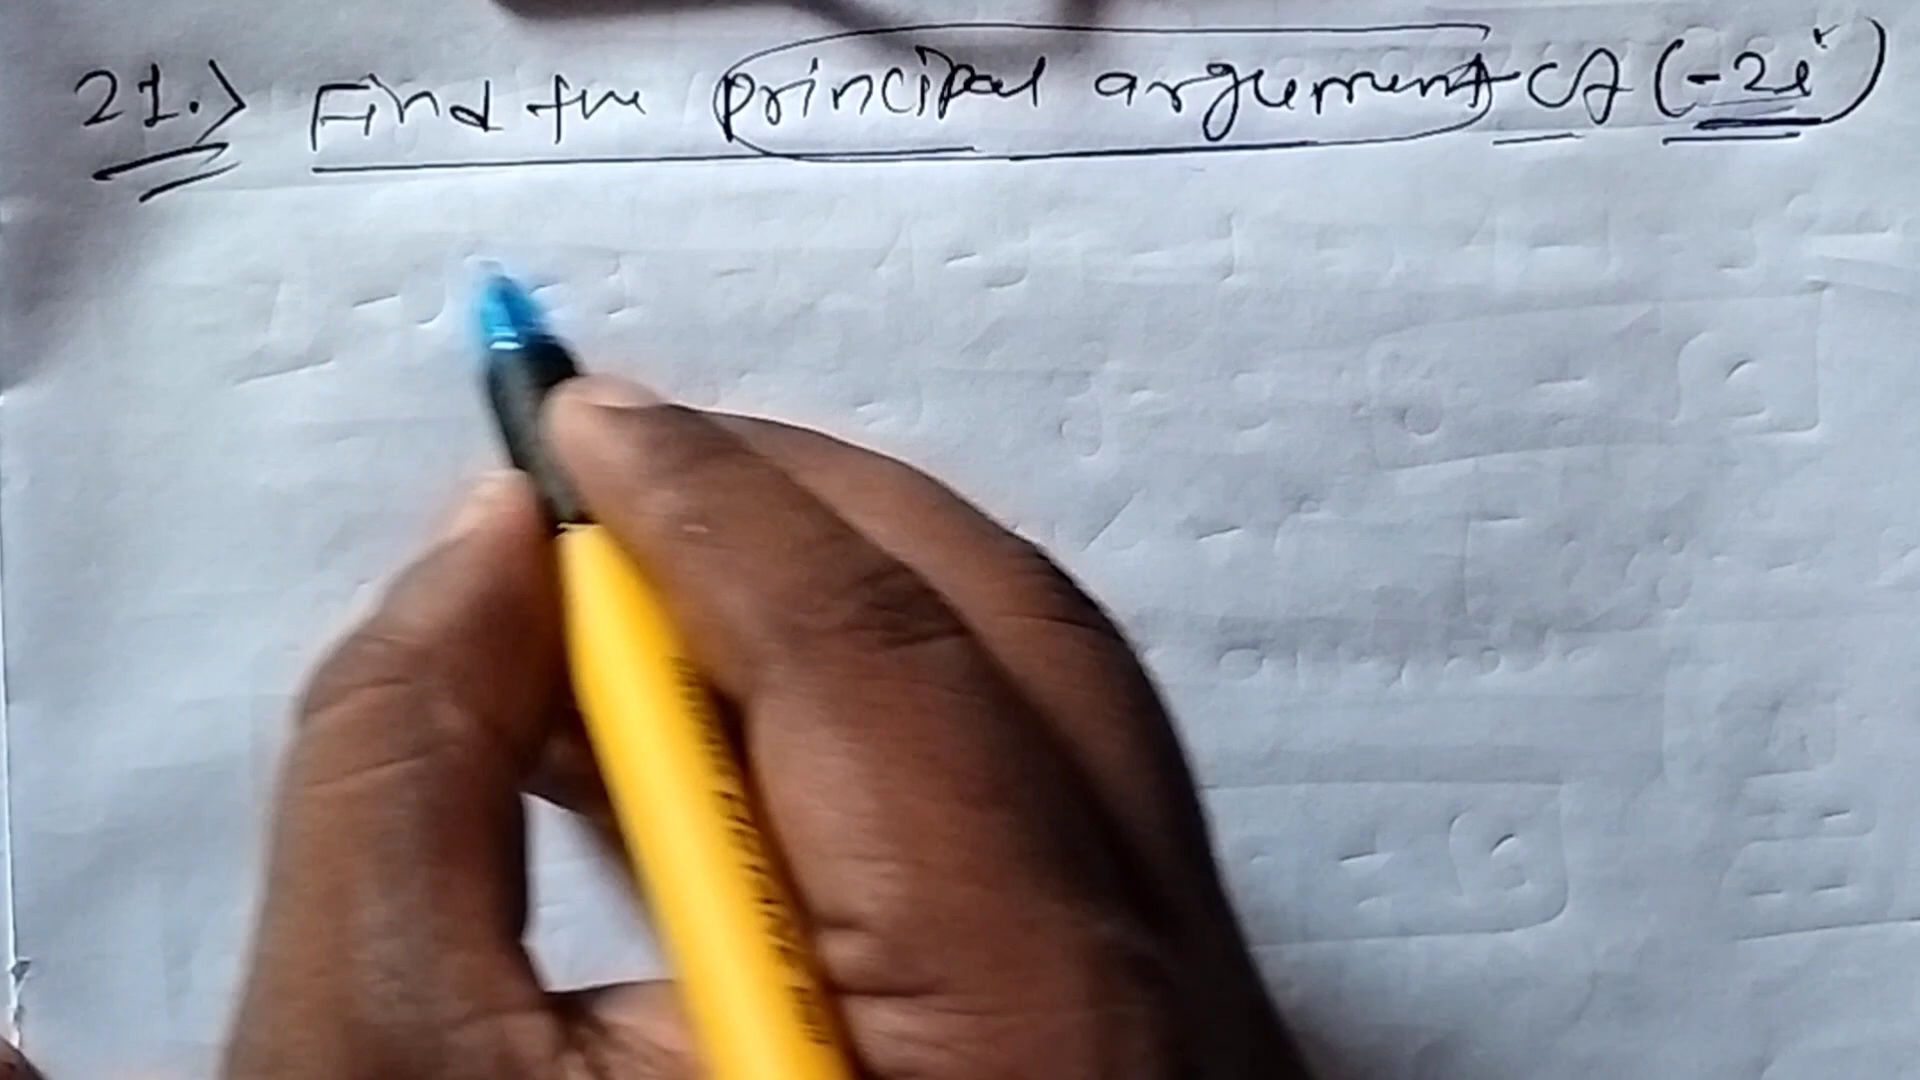 21.> Find the principal argument of (-2i)